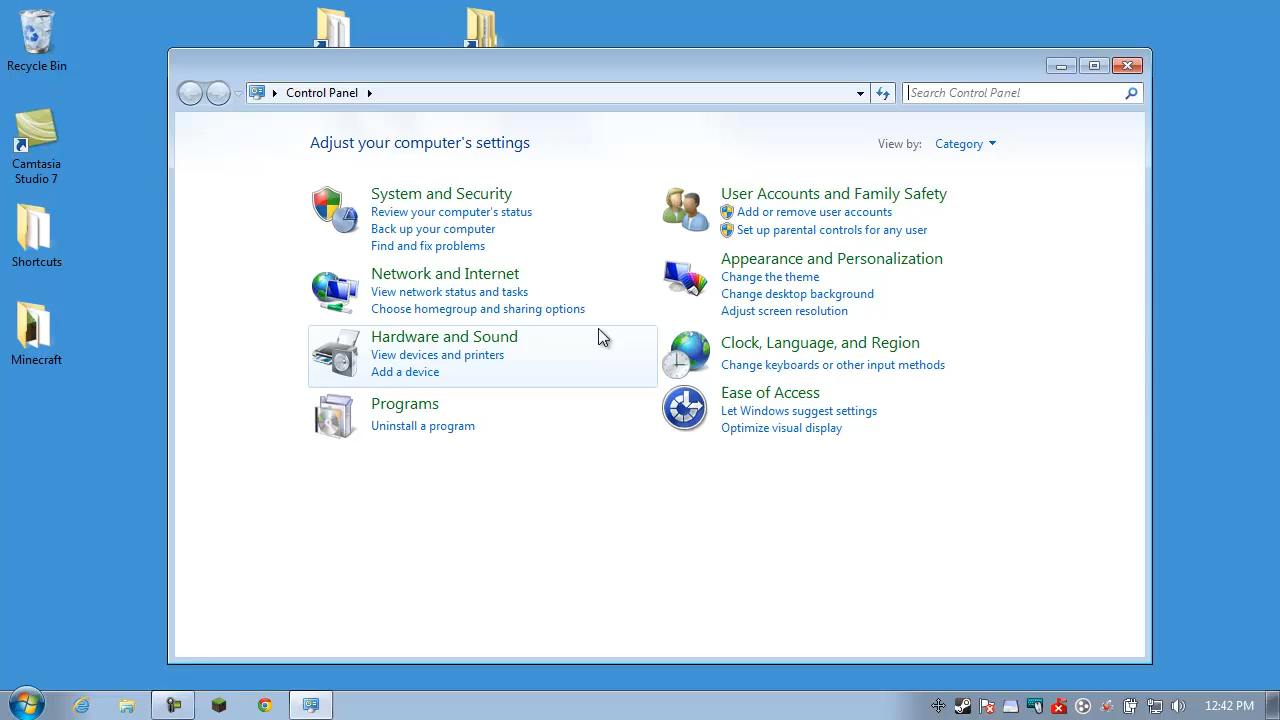 Recycle Bin
Camtasia
Studio 7
Shortcuts
Minecraft
Control Panel
Search Control Panel
Adjust your computer's settings
View by: Category
System and Security
Review your computer's status
Back up your computer
Find and fix problems
Network and Internet
View network status and tasks
Choose homegroup and sharing options
Hardware and Sound
View devices and printers
Add a device
Programs
Uninstall a program
User Accounts and Family Safety
Add or remove user accounts
Set up parental controls for any user
Appearance and Personalization
Change the theme
Change desktop background
Adjust screen resolution
Clock, Language, and Region
Change keyboards or other input methods
Ease of Access
Let Windows suggest settings
Optimize visual display
12:42 PM